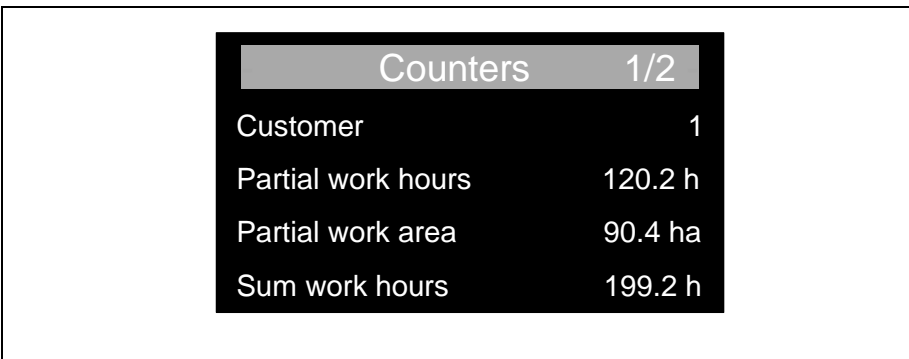 Counters 1/2
Customer 1
Partial work hours 120.2 h
Partial work area 90.4 ha
Sum work hours 199.2 h